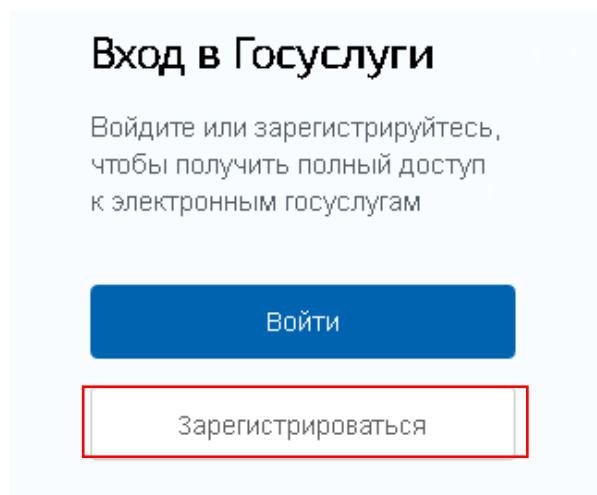 Вход в Госуслуги
Войдите или зарегистрируйтесь,
чтобы получить полный доступ
к электронным госуслугам
Войти
Зарегистрироваться